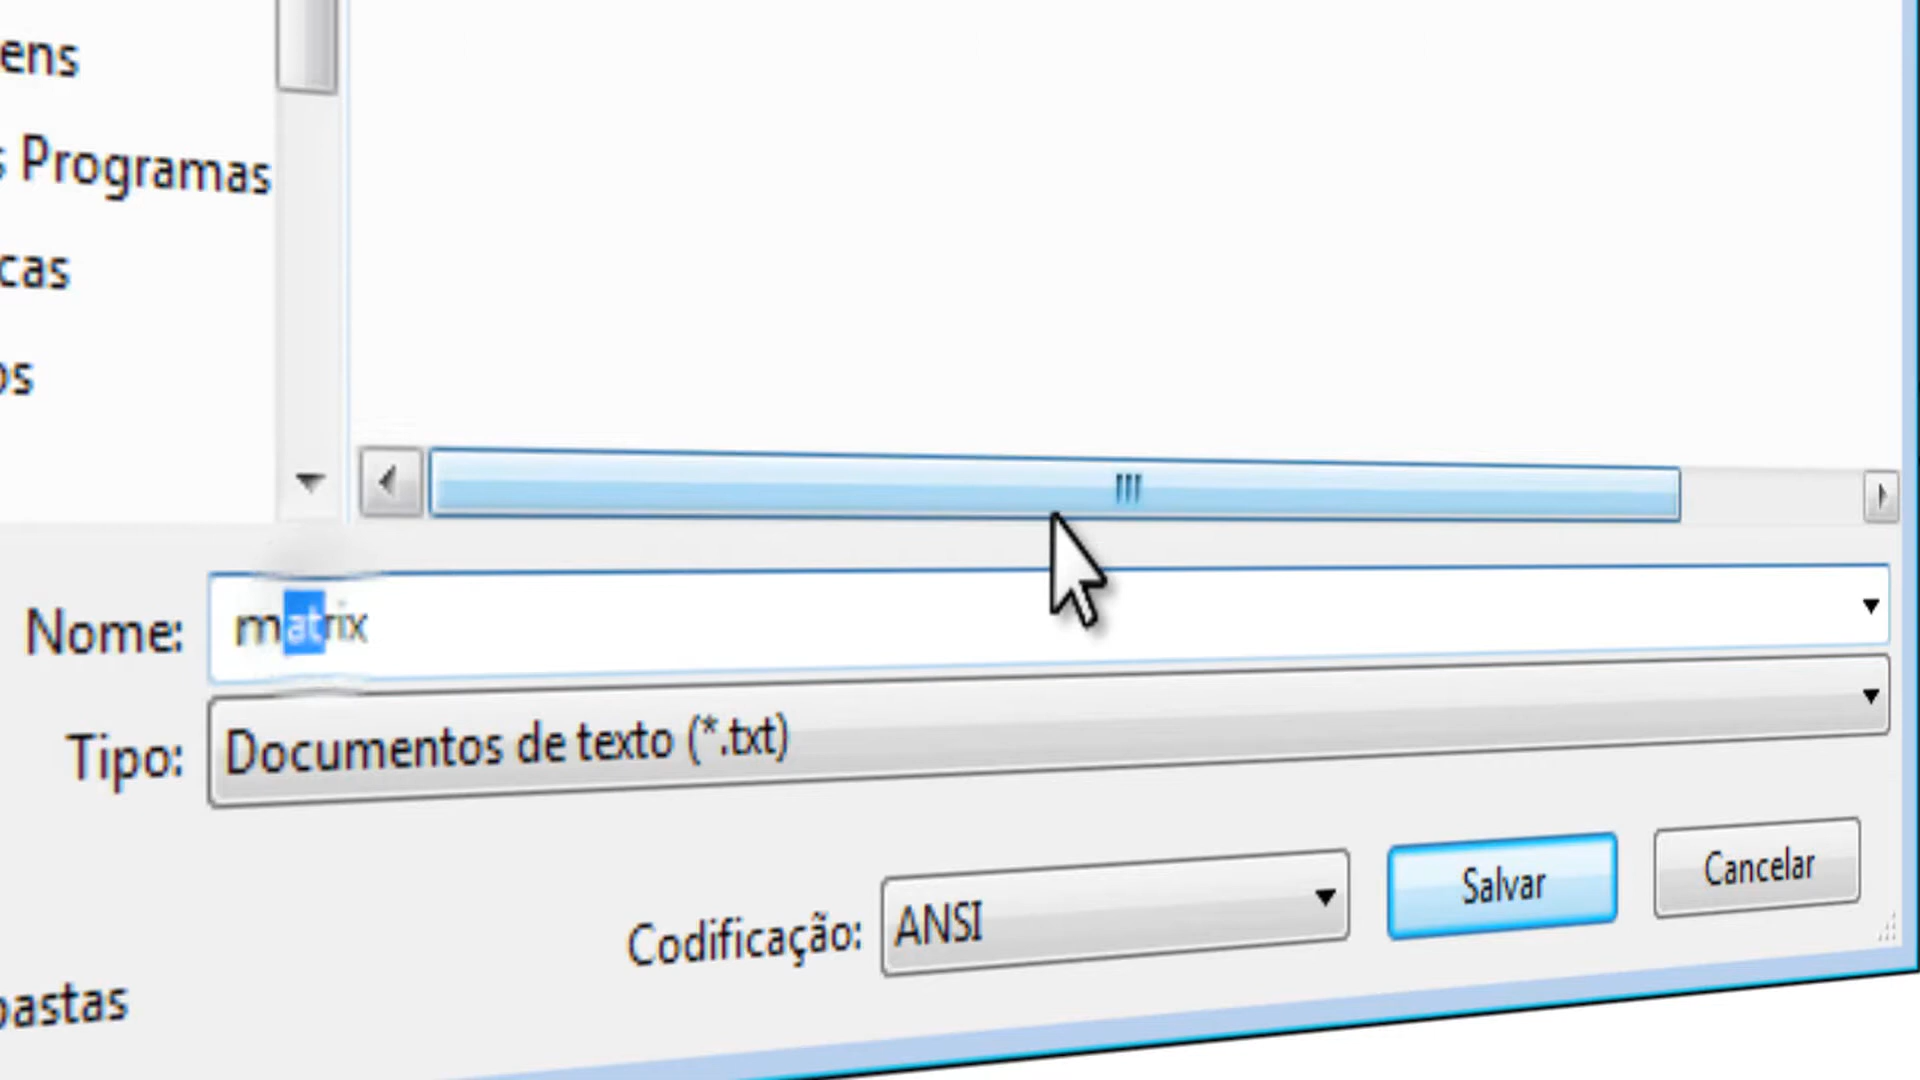 ens
s Programas
cas
os
Nome: matrix
Tipo: Documentos de texto (*.txt)
Codificação: ANSI
Salvar
Cancelar
pastas